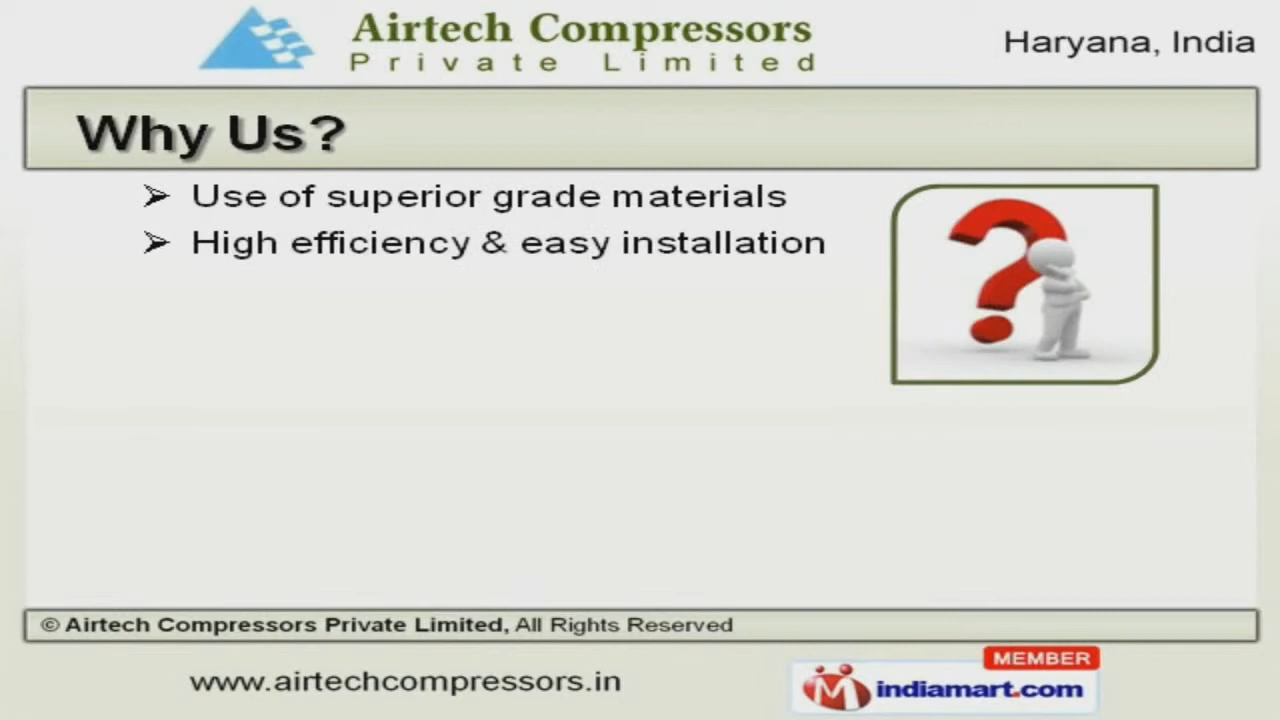 Airtech Compressors
Private Limited
Haryana, India
Why Us?
➢ Use of superior grade materials
➢ High efficiency & easy installation
© Airtech Compressors Private Limited, All Rights Reserved
www.airtechcompressors.in
MEMBER
indiamart.com